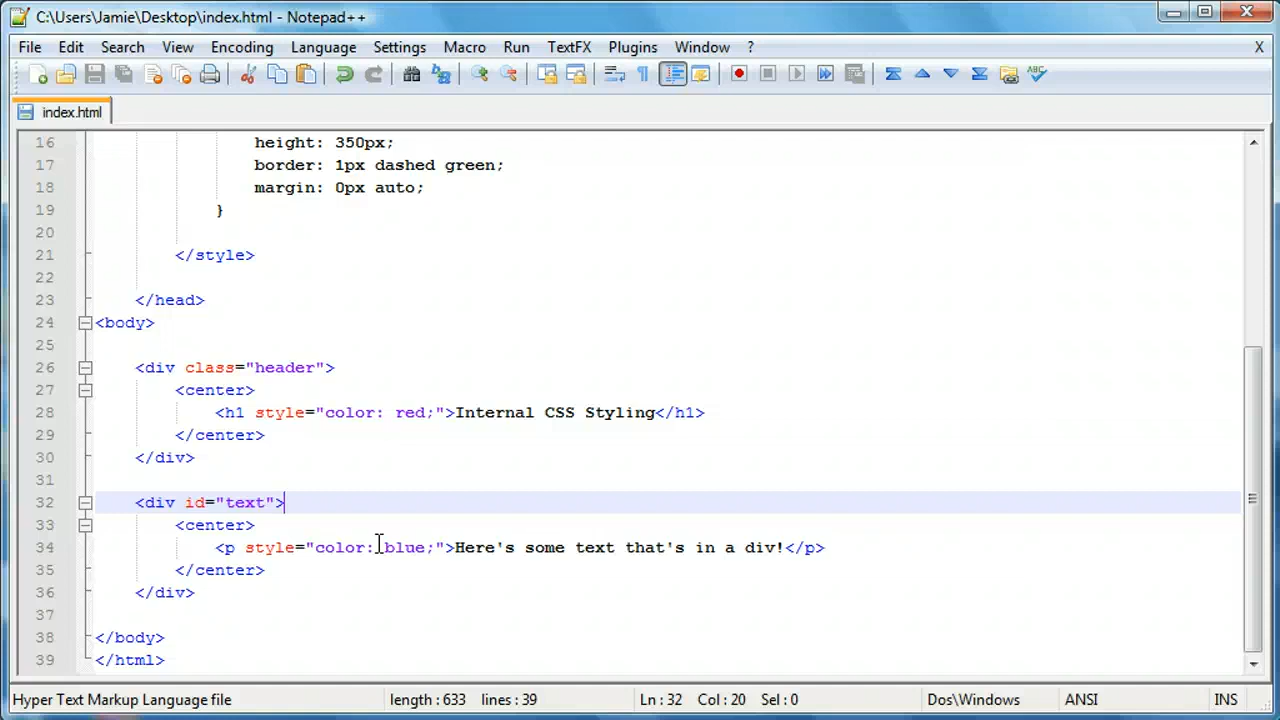 C:\Users\Jamie\Desktop\index.html - Notepad++
File Edit Search View Encoding Language Settings Macro Run TextFX Plugins Window ? X
index.html
16 height: 350px;
17 border: 1px dashed green;
18 margin: 0px auto;
19 }
20
21 </style>
22
23 </head>
24 <body>
25
26 <div class="header">
27 <center>
28 <h1 style="color: red;">Internal CSS Styling</h1>
29 </center>
30 </div>
31
32 <div id="text">
33 <center>
34 <p style="color: blue;">Here's some text that's in a div!</p>
35 </center>
36 </div>
37
38 </body>
39 </html>
Hyper Text Markup Language file length : 633 lines : 39 Ln : 32 Col : 20 Sel : 0 Dos\Windows ANSI INS